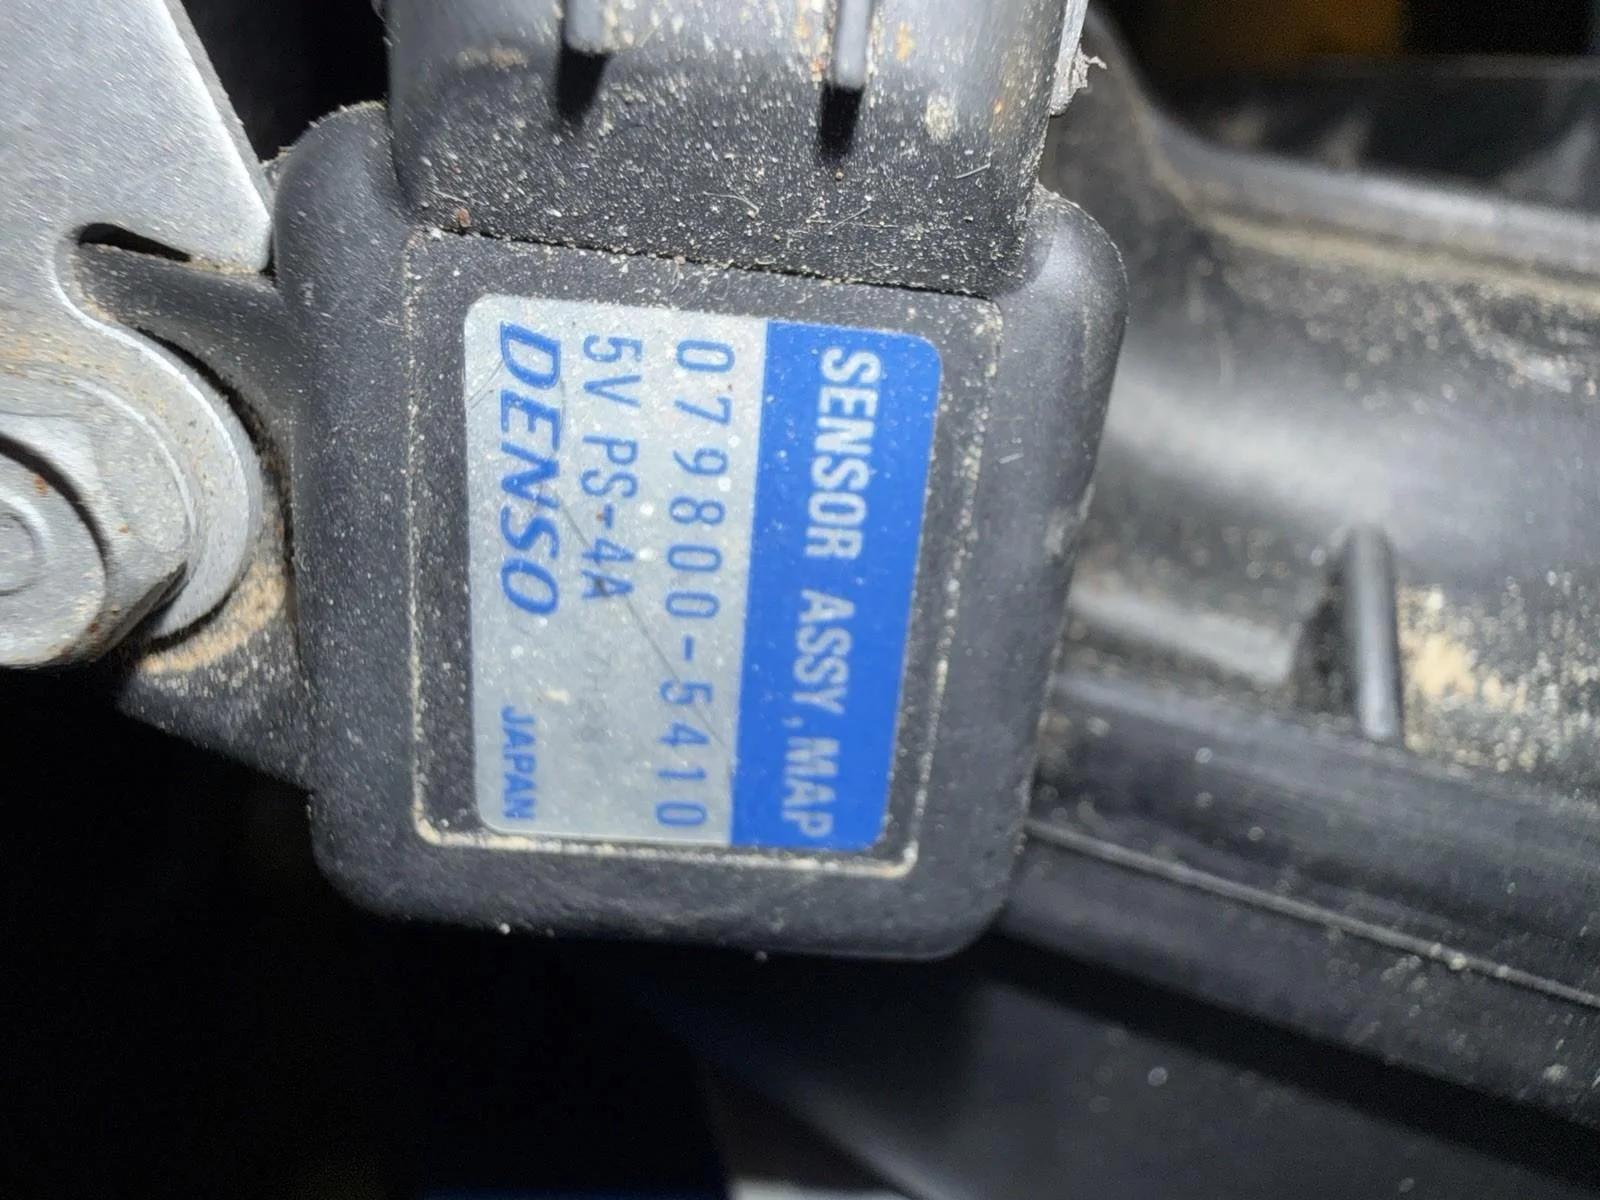 SENSOR ASSY, MAP
079800-5410
5V PS-4A
DENSO JAPAN